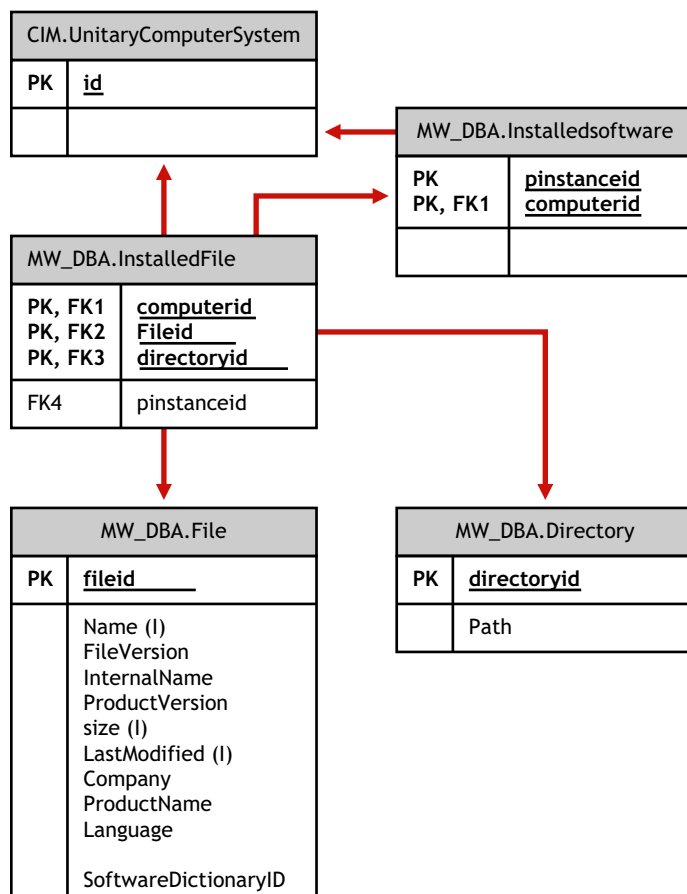 CIM.UnitaryComputerSystem
PK id
MW_DBA.Installedsoftware
PK pinstanceid
PK, FK1 computerid
MW_DBA.InstalledFile
PK, FK1 computerid
PK, FK2 Fileid
PK, FK3 directoryid
FK4 pinstanceid
MW_DBA.File
PK fileid
Name (I)
FileVersion
InternalName
ProductVersion
size (I)
LastModified (I)
Company
ProductName
Language
SoftwareDictionaryID
MW_DBA.Directory
PK directoryid
Path